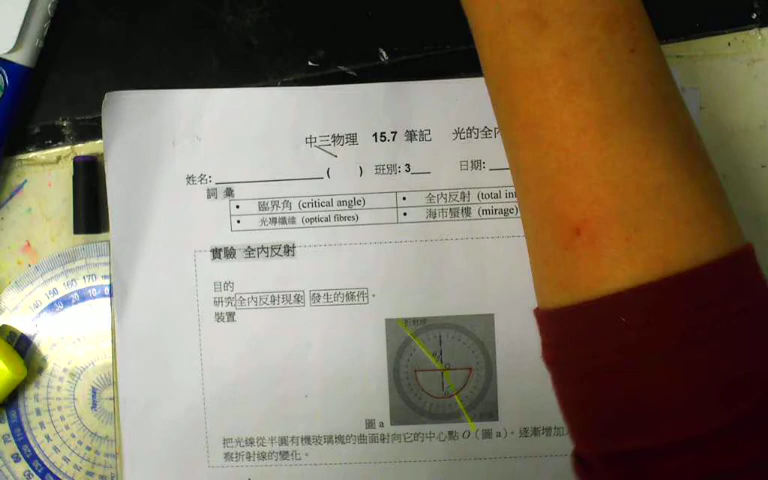 中三物理 15.7 筆記 光的全內
姓名: ( ) 班別: 3 日期:
詞彙
• 臨界角 (critical angle) • 全內反射 (total in
• 光導纖維 (optical fibres) • 海市蜃樓 (mirage)
實驗 全內反射
目的
研究全內反射現象 發生的條件。
裝置
圖 a
把光線從半圓有機玻璃塊的曲面射向它的中心點 O (圖 a)。逐漸增加
察折射線的變化。